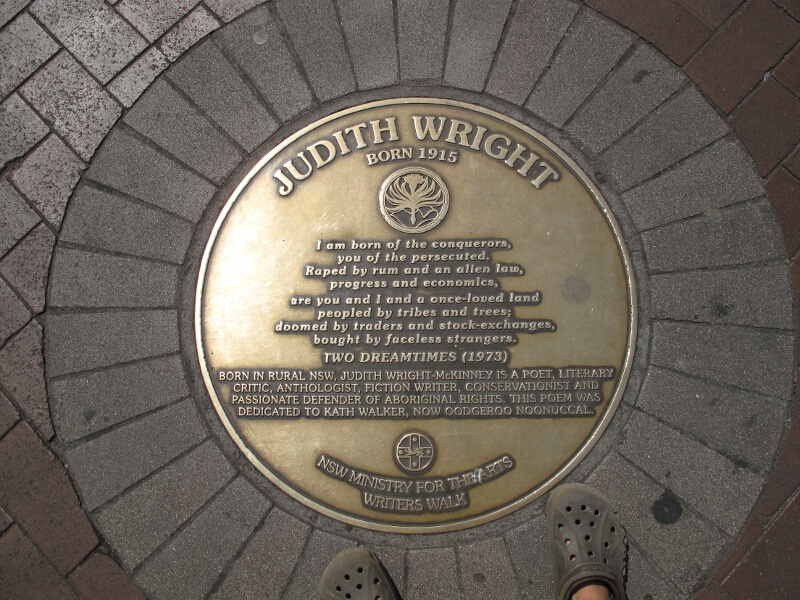 JUDITH WRIGHT
BORN 1915
I am born of the conquerors,
you of the persecuted.
Raped by rum and an alien law,
progress and economics,
are you and I and a once-loved land
peopled by tribes and trees;
doomed by traders and stock-exchanges,
bought by faceless strangers.
TWO DREAMTIMES (1973)
BORN IN RURAL NSW, JUDITH WRIGHT-McKINNEY IS A POET, LITERARY
CRITIC, ANTHOLOGIST, FICTION WRITER, CONSERVATIONIST AND
PASSIONATE DEFENDER OF ABORIGINAL RIGHTS. THIS POEM WAS
DEDICATED TO KATH WALKER, NOW OODGEROO NOONUCCAL.
NSW MINISTRY FOR THE ARTS
WRITERS WALK